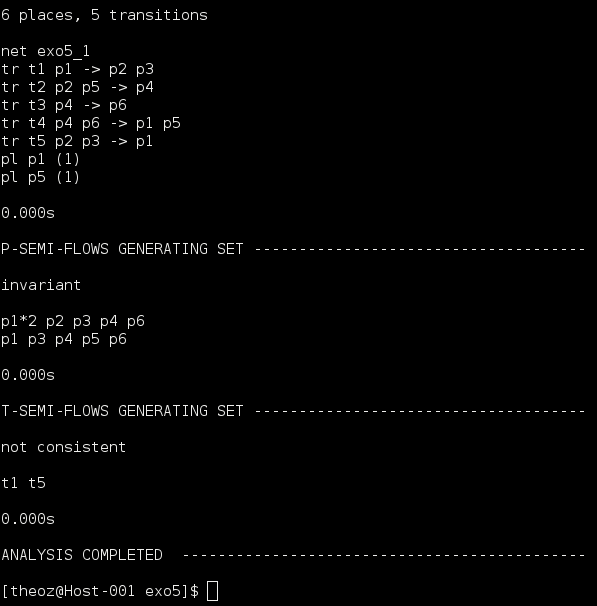 6 places, 5 transitions
net exo5_1
tr t1 p1 -> p2 p3
tr t2 p2 p5 -> p4
tr t3 p4 -> p6
tr t4 p4 p6 -> p1 p5
tr t5 p2 p3 -> p1
pl p1 (1)
pl p5 (1)
0.000s
P-SEMI-FLOWS GENERATING SET -------------------------------------
invariant
p1*2 p2 p3 p4 p6
p1 p3 p4 p5 p6
0.000s
T-SEMI-FLOWS GENERATING SET -------------------------------------
not consistent
t1 t5
0.000s
ANALYSIS COMPLETED  ---------------------------------------------
[theoz@Host-001 exo5]$